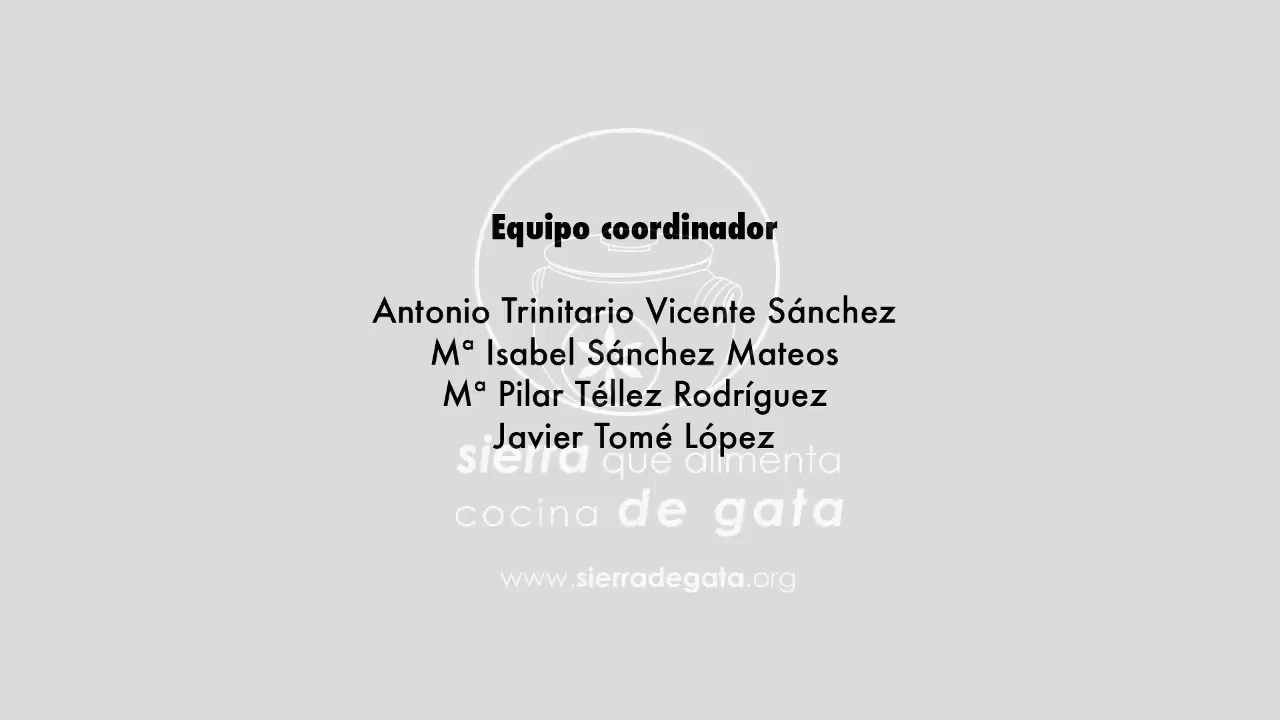 Equipo coordinador
Antonio Trinitario Vicente Sánchez
Mª Isabel Sánchez Mateos
Mª Pilar Téllez Rodríguez
Javier Tomé López
sierra que alimenta
cocina de gata
www.sierradegata.org